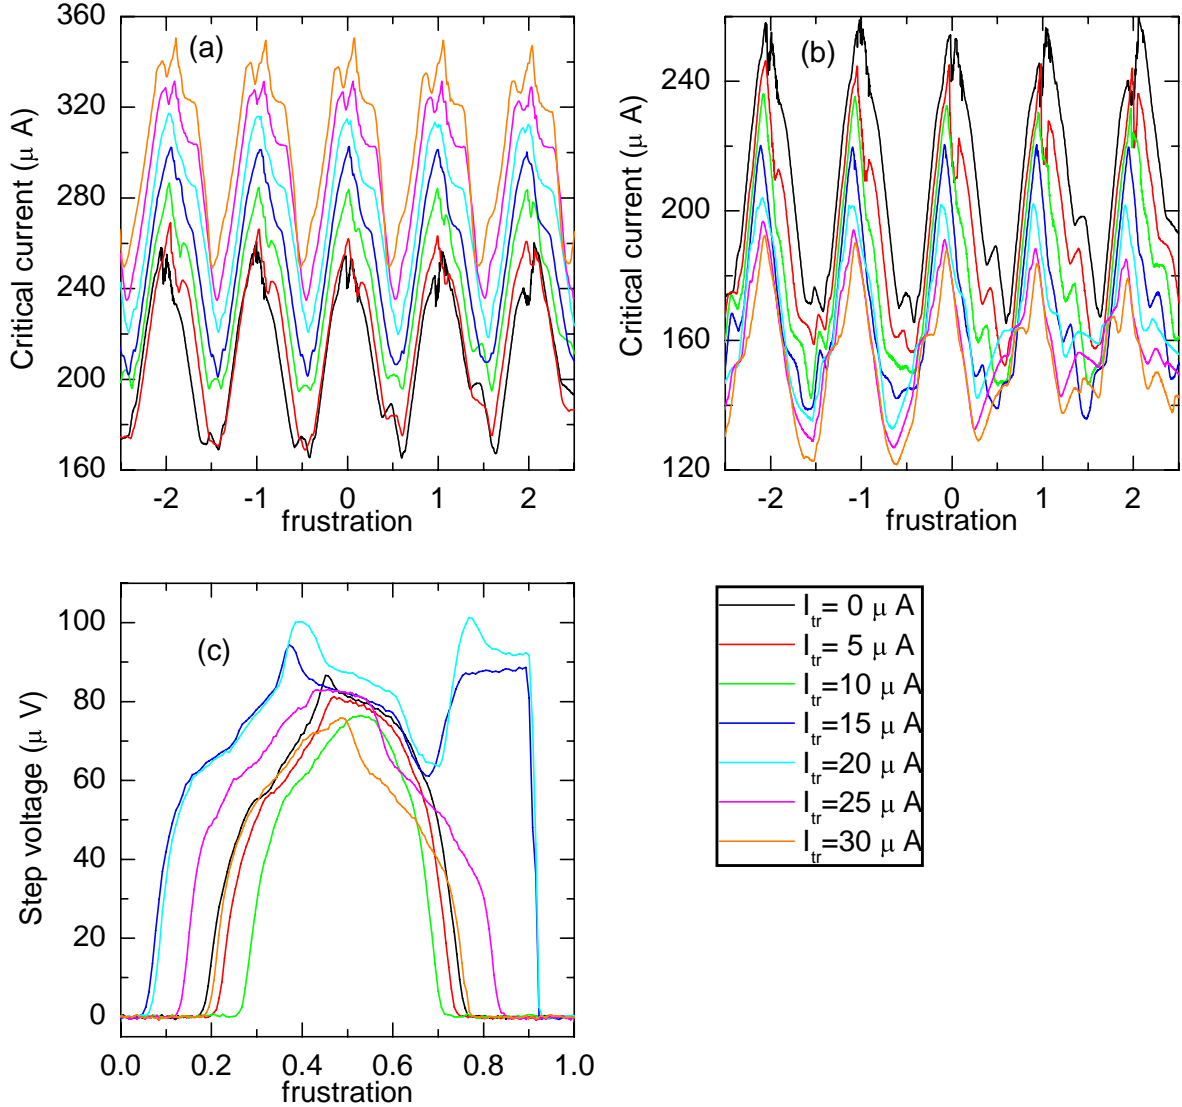 (a)
Critical current (μ A)
360
320
280
240
200
160
-2 -1 0 1 2
frustration
(b)
Critical current (μ A)
240
200
160
120
-2 -1 0 1 2
frustration
(c)
Step voltage (μ V)
100
80
60
40
20
0
0.0 0.2 0.4 0.6 0.8 1.0
frustration
I_tr= 0 μ A
I_tr= 5 μ A
I_tr=10 μ A
I_tr=15 μ A
I_tr=20 μ A
I_tr=25 μ A
I_tr=30 μ A